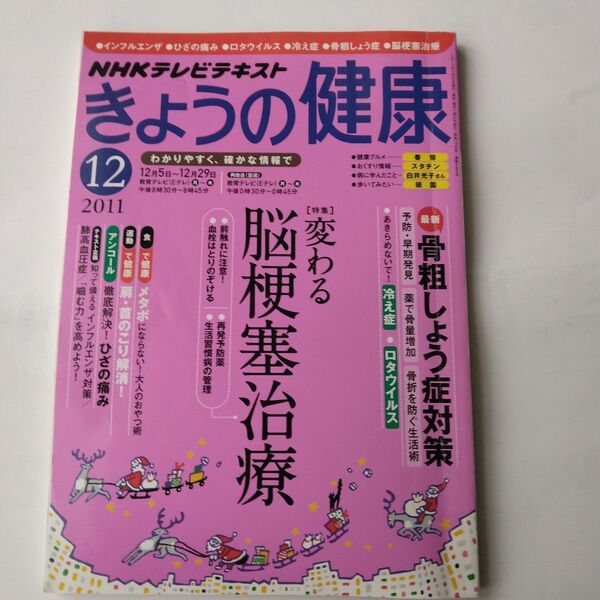 ●インフルエンザ ●ひざの痛み ●ロタウイルス ●冷え症 ●骨粗しょう症 ●脳梗塞治療
NHKテレビテキスト
きょうの健康
12
2011
わかりやすく、確かな情報で
12月5日〜12月29日
教育テレビ(Eテレ) 月〜木
午後8時30分〜8時45分
再放送(翌週)
教育テレビ(Eテレ) 月〜木
午後0時30分〜0時45分
●健康グルメ 春菊
●おくすり情報 スタチン
●病に学んだこと 白井光子さん
●歩いてみたい 祇園
最新 骨粗しょう症対策
予防・早期発見 薬で骨量増加 骨折を防ぐ生活術
●あきらめないで!冷え症 ●ロタウイルス
[特集]変わる
脳梗塞治療
●前触れに注意!
●血栓はとりのぞける
●再発予防薬
●生活習慣病の管理
食で健康 メタボにならない!大人のおやつ術
運動で健康 肩・首のこり解消!
アンコール 徹底解決!ひざの痛み
テキスト企画 知って備える インフルエンザ対策
肺高血圧症/「噛む力」を高めよう!